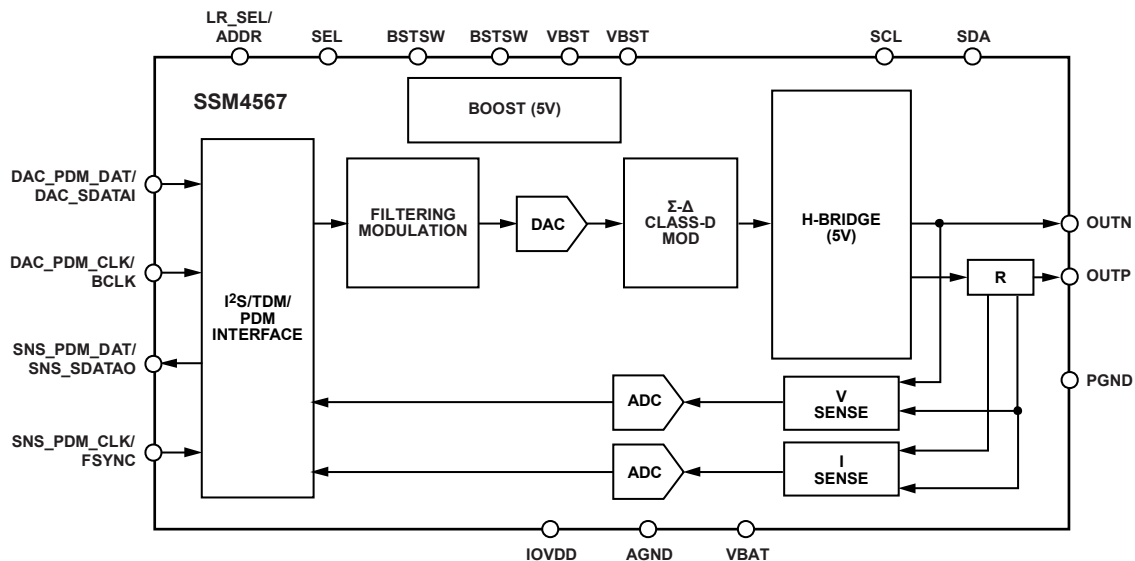 LR_SEL/
ADDR
SEL
BSTSW
BSTSW
VBST
VBST
SCL
SDA
SSM4567
BOOST (5V)
DAC_PDM_DAT/
DAC_SDATAI
DAC_PDM_CLK/
BCLK
SNS_PDM_DAT/
SNS_SDATAO
SNS_PDM_CLK/
FSYNC
I²S/TDM/
PDM
INTERFACE
FILTERING
MODULATION
DAC
Σ-Δ
CLASS-D
MOD
H-BRIDGE
(5V)
R
OUTN
OUTP
PGND
ADC
V
SENSE
ADC
I
SENSE
IOVDD
AGND
VBAT